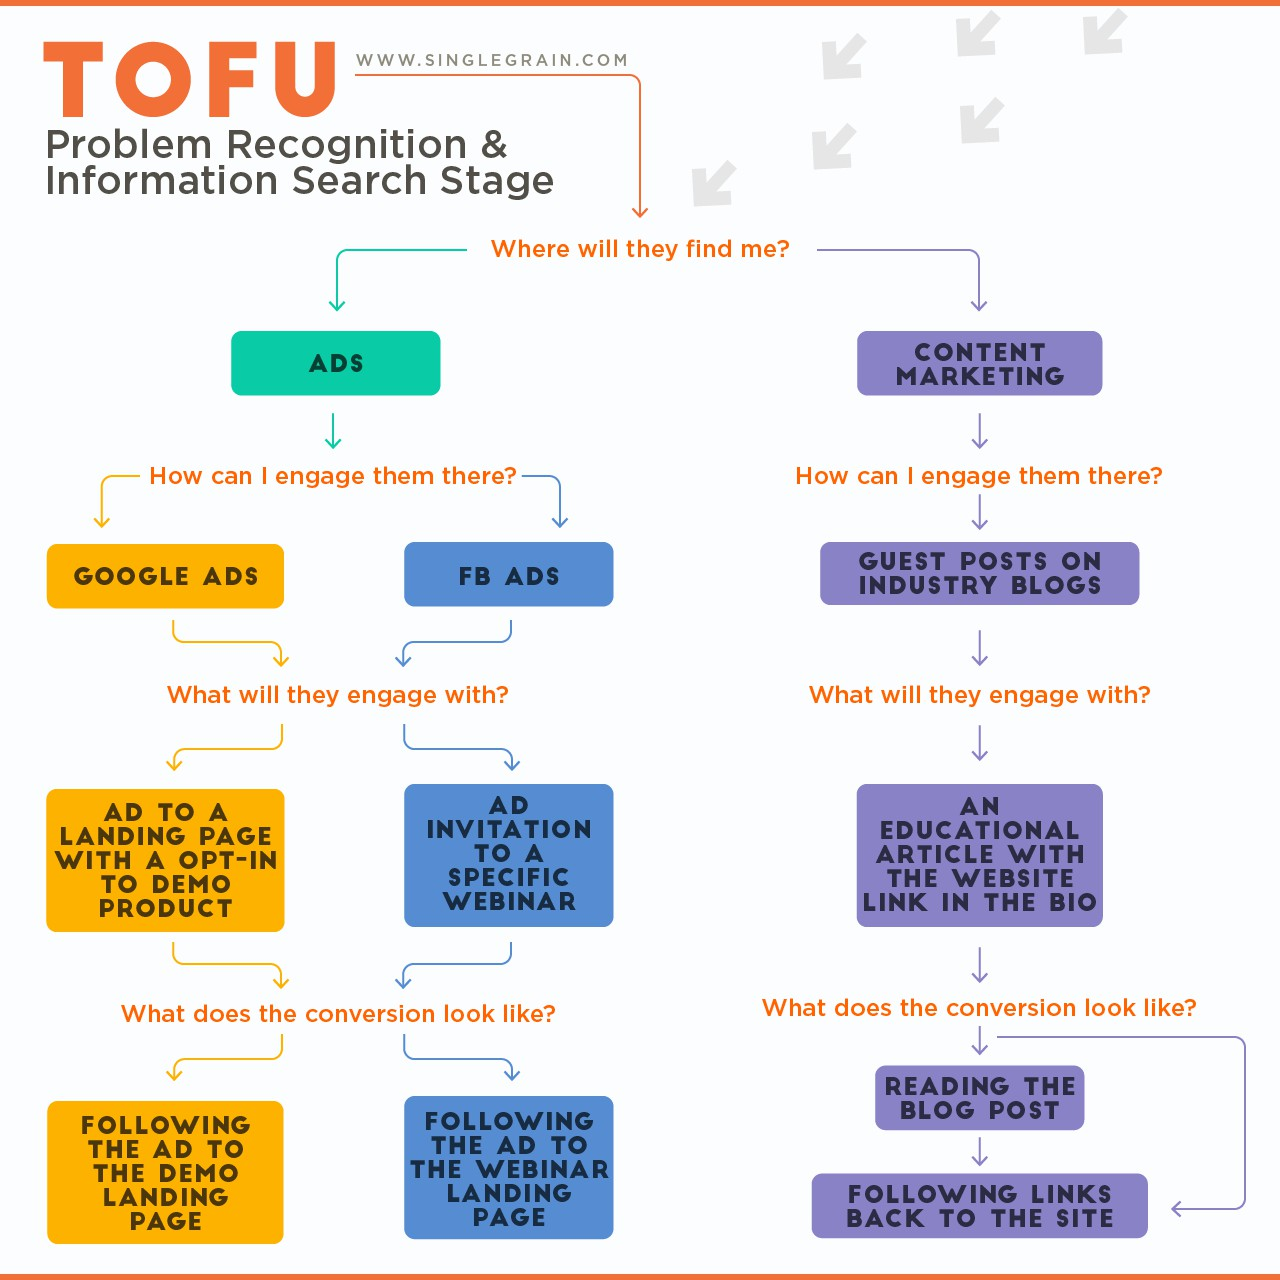 TOFU
WWW.SINGLEGRAIN.COM
Problem Recognition &
Information Search Stage
Where will they find me?
ADS
CONTENT
MARKETING
How can I engage them there?
How can I engage them there?
GOOGLE ADS
FB ADS
GUEST POSTS ON
INDUSTRY BLOGS
What will they engage with?
What will they engage with?
AD TO A
LANDING PAGE
WITH A OPT-IN
TO DEMO
PRODUCT
AD
INVITATION
TO A
SPECIFIC
WEBINAR
AN
EDUCATIONAL
ARTICLE WITH
THE WEBSITE
LINK IN THE BIO
What does the conversion look like?
What does the conversion look like?
FOLLOWING
THE AD TO
THE DEMO
LANDING
PAGE
FOLLOWING
THE AD TO
THE WEBINAR
LANDING
PAGE
READING THE
BLOG POST
FOLLOWING LINKS
BACK TO THE SITE